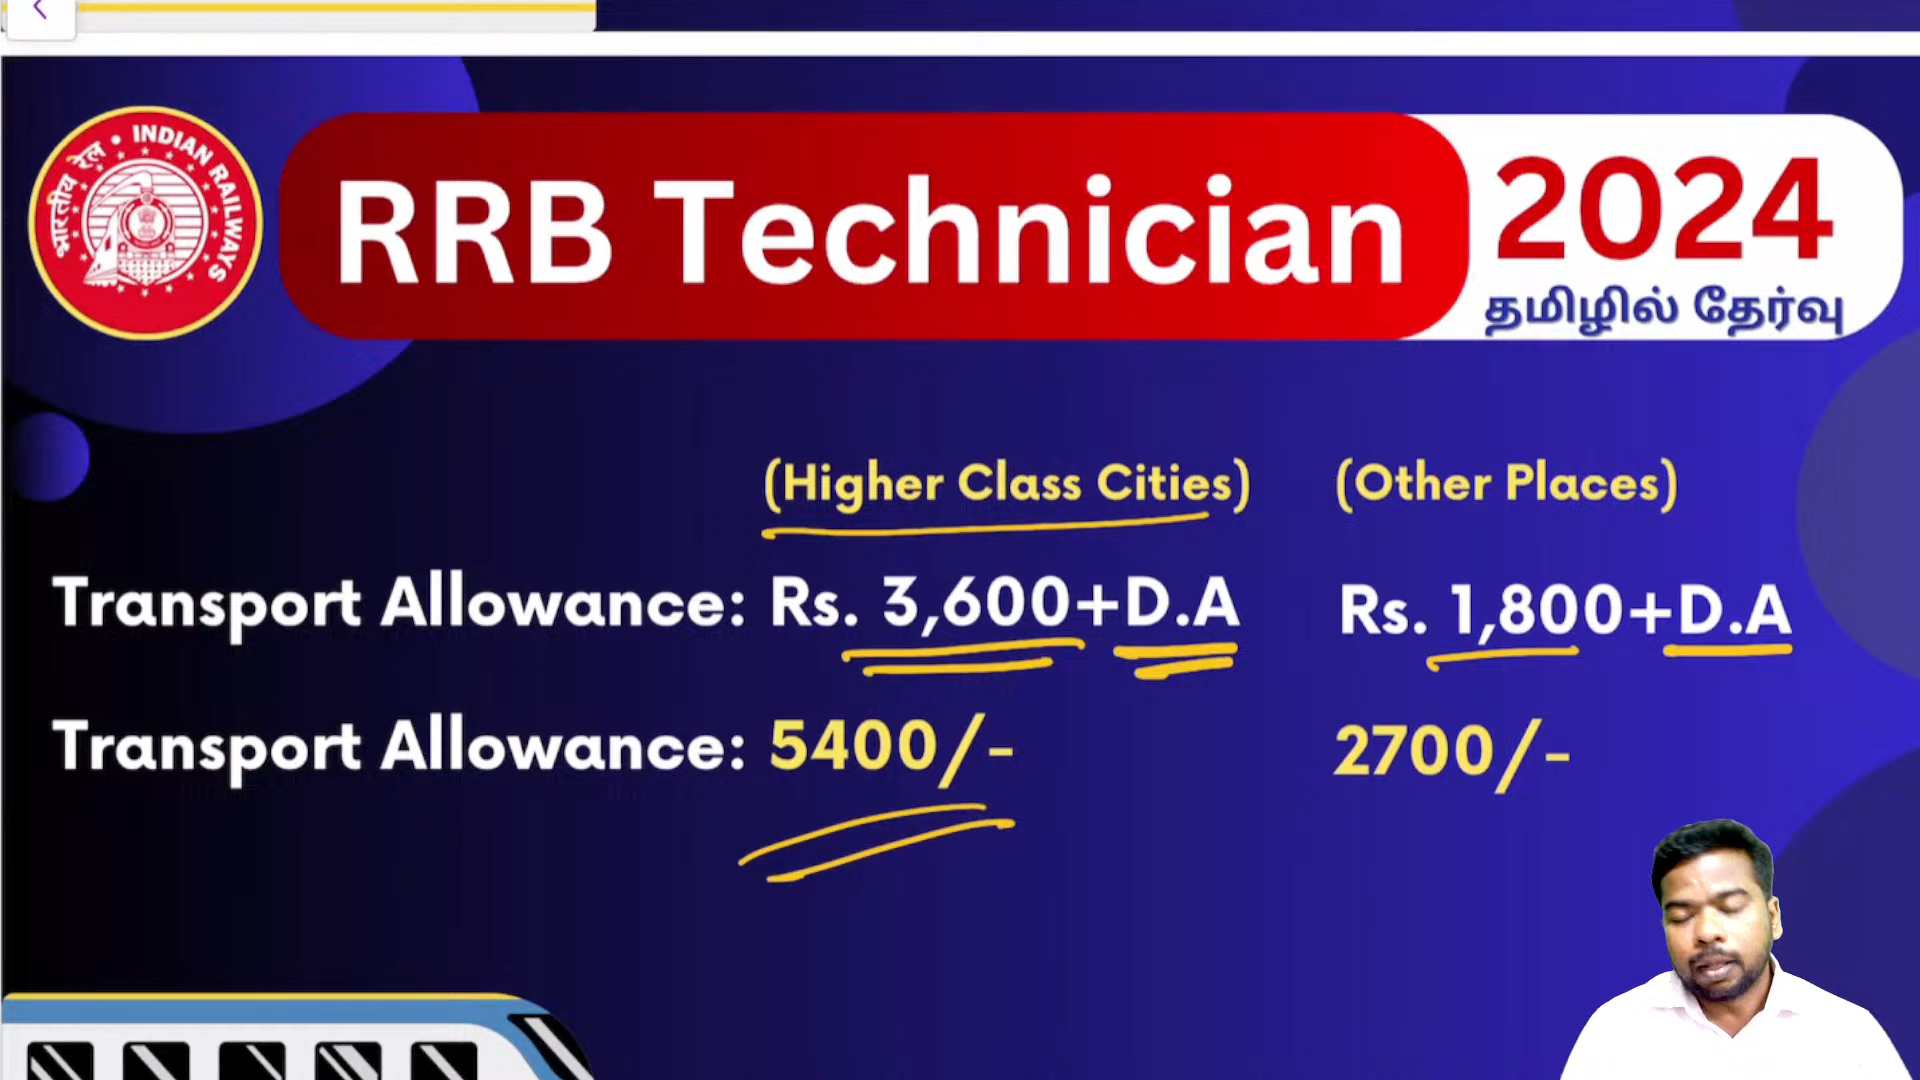 भारतीय रेल • INDIAN RAILWAYS
RRB Technician
2024
தமிழில் தேர்வு
(Higher Class Cities) (Other Places)
Transport Allowance: Rs. 3,600+D.A Rs. 1,800+D.A
Transport Allowance: 5400/- 2700/-